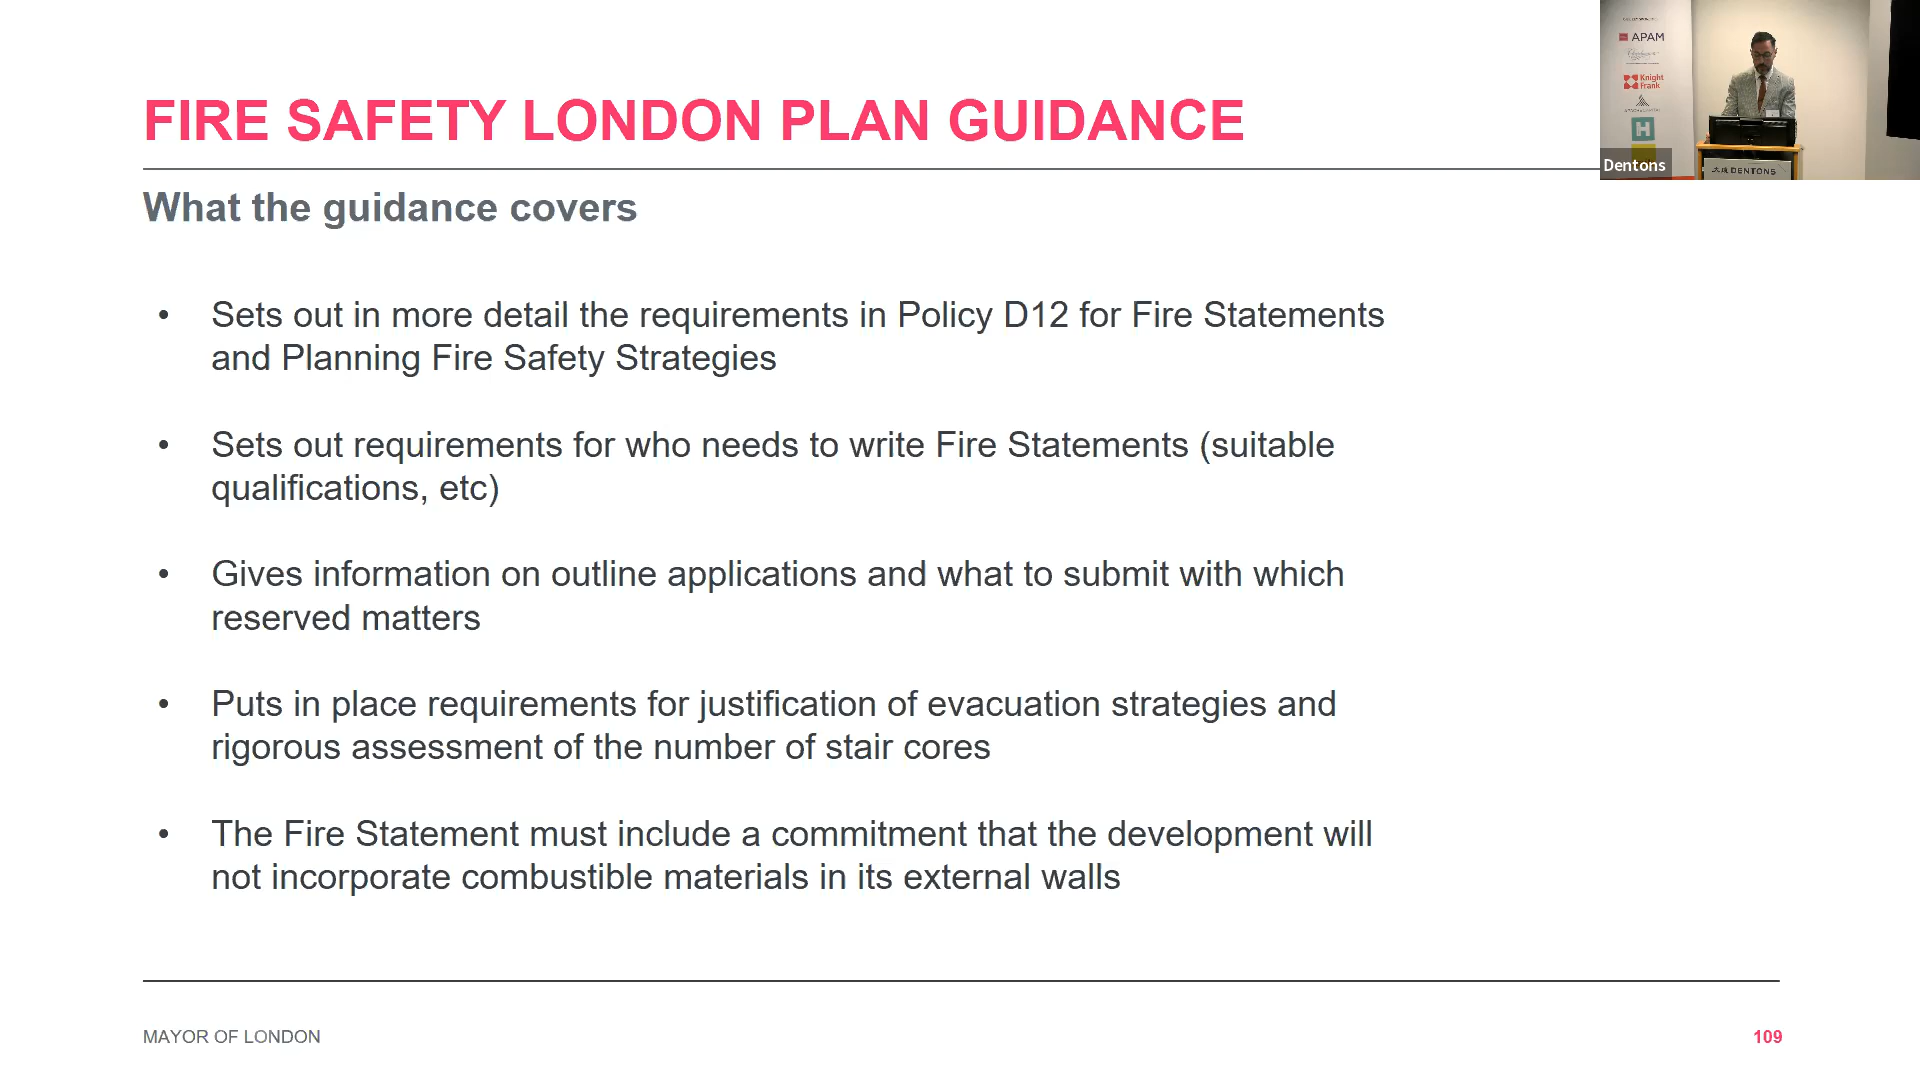 FIRE SAFETY LONDON PLAN GUIDANCE
What the guidance covers
• Sets out in more detail the requirements in Policy D12 for Fire Statements
and Planning Fire Safety Strategies
• Sets out requirements for who needs to write Fire Statements (suitable
qualifications, etc)
• Gives information on outline applications and what to submit with which
reserved matters
• Puts in place requirements for justification of evacuation strategies and
rigorous assessment of the number of stair cores
• The Fire Statement must include a commitment that the development will
not incorporate combustible materials in its external walls
MAYOR OF LONDON
109
APAM
Knight
Frank
H
Dentons
大成 DENTONS